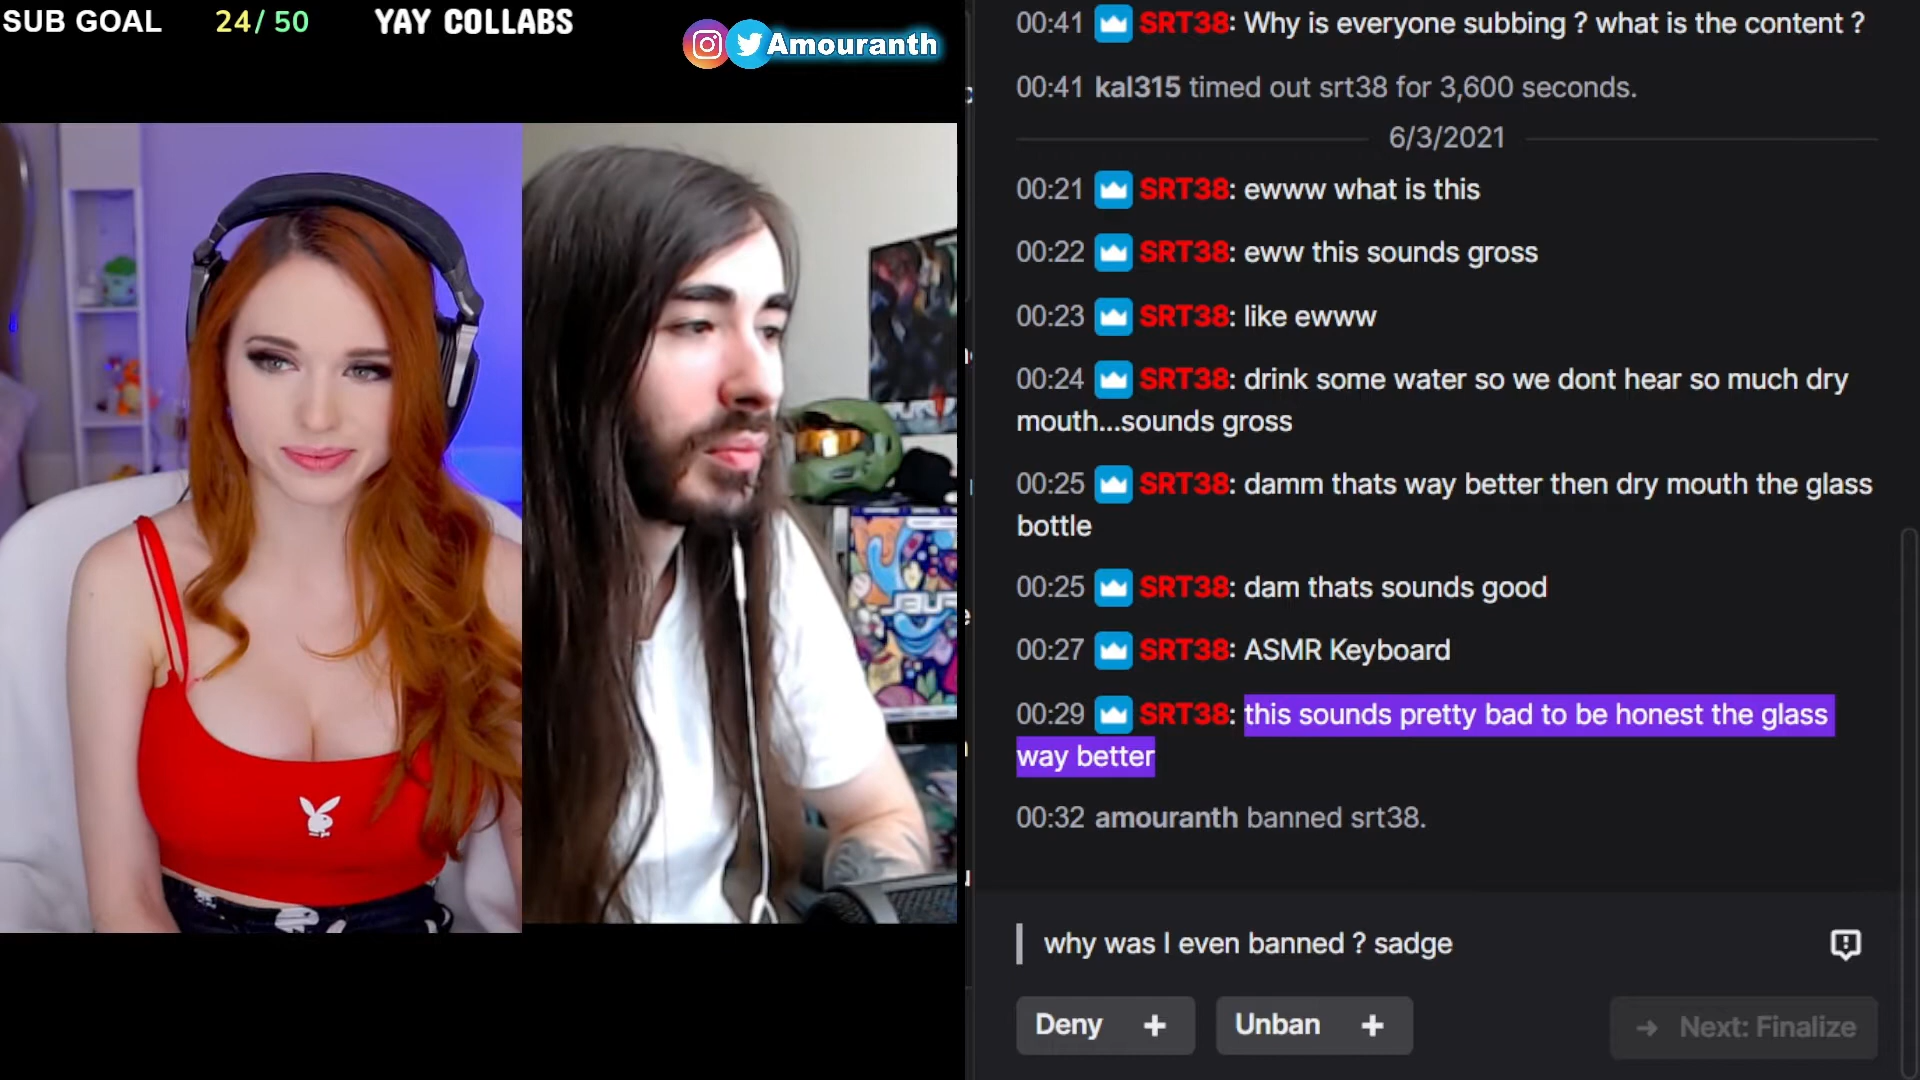 SUB GOAL 24/ 50 YAY COLLABS
Amouranth
00:41 SRT38: Why is everyone subbing ? what is the content ?
00:41 kal315 timed out srt38 for 3,600 seconds.
6/3/2021
00:21 SRT38: ewww what is this
00:22 SRT38: eww this sounds gross
00:23 SRT38: like ewww
00:24 SRT38: drink some water so we dont hear so much dry
mouth...sounds gross
00:25 SRT38: damm thats way better then dry mouth the glass
bottle
00:25 SRT38: dam thats sounds good
00:27 SRT38: ASMR Keyboard
00:29 SRT38: this sounds pretty bad to be honest the glass
way better
00:32 amouranth banned srt38.
why was I even banned ? sadge
Deny +
Unban +
→ Next: Finalize